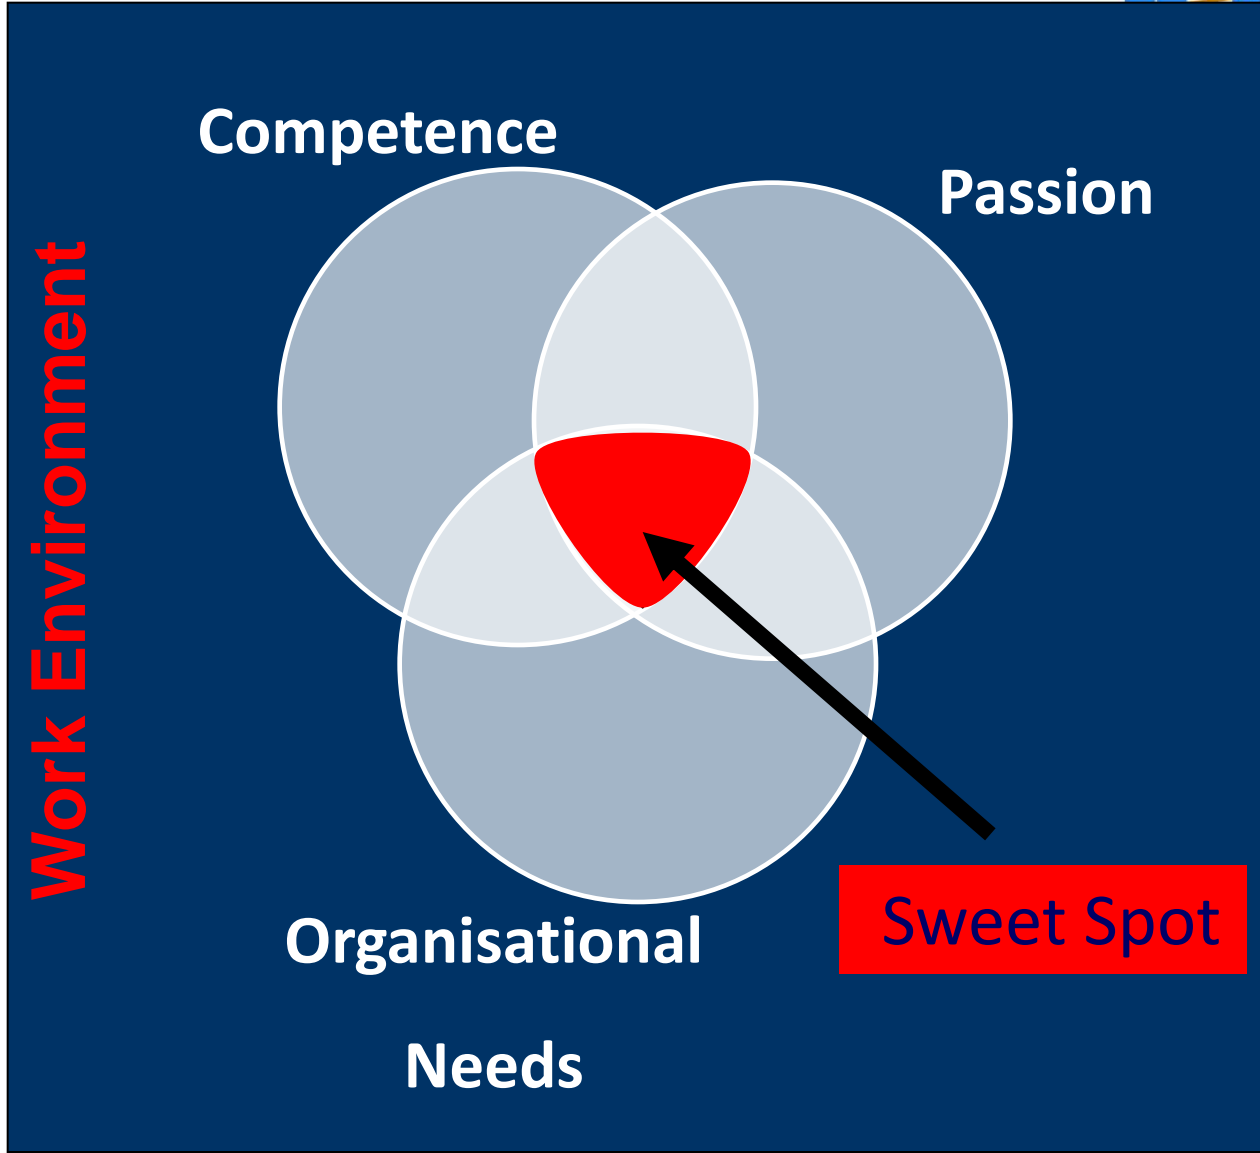 Competence
Passion
Work Environment
Organisational
Needs
Sweet Spot